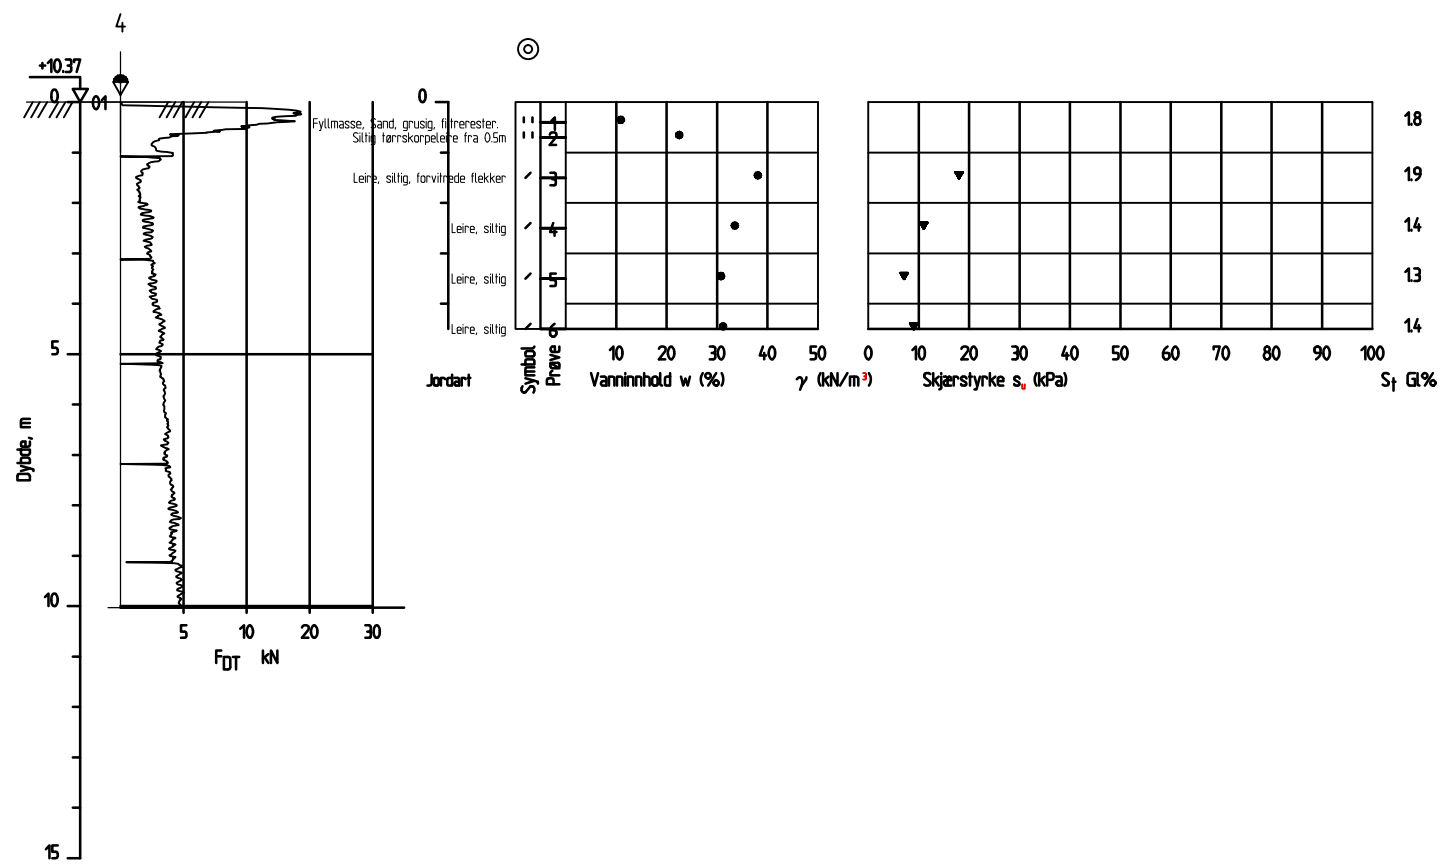 4
+10.37
0
01
5
10
15
Dybde, m
5 10 20 30
FDT kN
0
Fyllmasse, Sand, grusig, filtrerester.
Siltig tørrskorpeleire fra 0.5m
Leire, siltig, forvitrede flekker
Leire, siltig
Leire, siltig
Leire, siltig
Jordart
Symbol
Prøve
1
2
3
4
5
6
10 20 30 40 50
Vanninnhold w (%)
γ (kN/m³)
0 10 20 30 40 50 60 70 80 90 100
Skjærstyrke su (kPa)
1.8
1.9
1.4
1.3
1.4
St Gl%